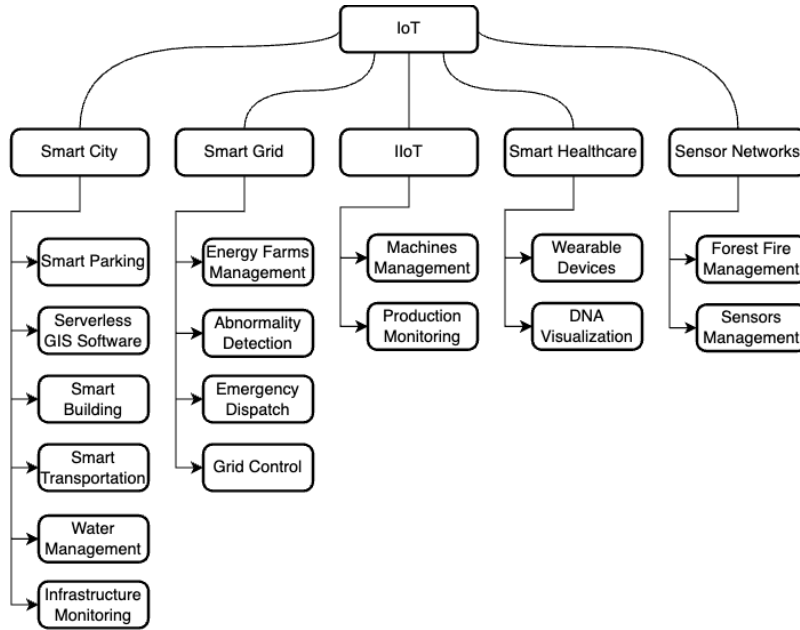 IoT
Smart City
Smart Grid
IIoT
Smart Healthcare
Sensor Networks
Smart Parking
Serverless
GIS Software
Smart
Building
Smart
Transportation
Water
Management
Infrastructure
Monitoring
Energy Farms
Management
Abnormality
Detection
Emergency
Dispatch
Grid Control
Machines
Management
Production
Monitoring
Wearable
Devices
DNA
Visualization
Forest Fire
Management
Sensors
Management